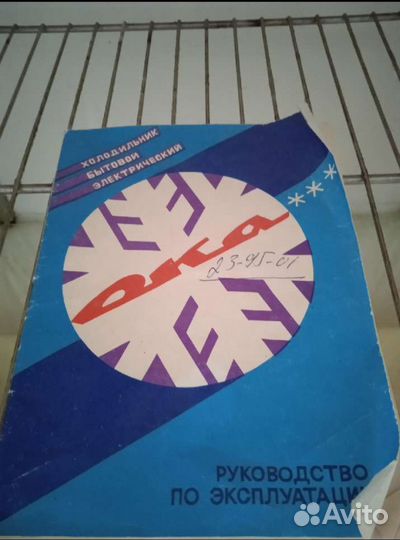 ХОЛОДИЛЬНИК
БЫТОВОЙ
ЭЛЕКТРИЧЕСКИЙ
ока***
23-95-01
РУКОВОДСТВО
ПО ЭКСПЛУАТАЦИ
Avito